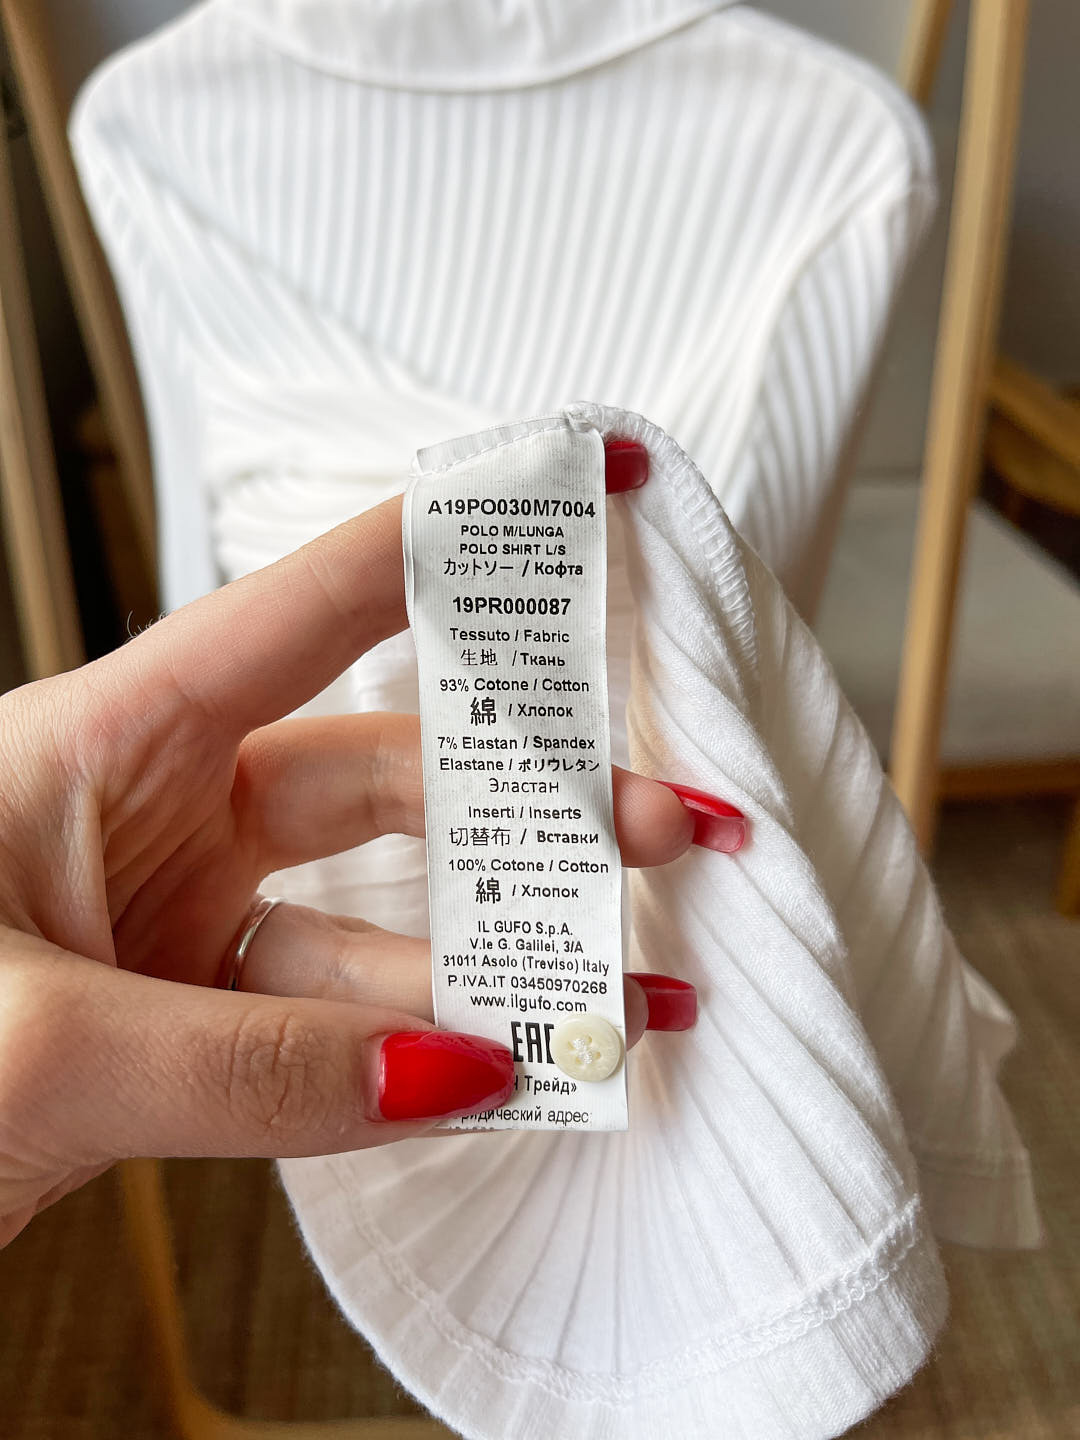 A19PO030M7004
POLO M/LUNGA
POLO SHIRT L/S
カットソー / Кофта
19PR000087
Tessuto / Fabric
生地 / Ткань
93% Cotone / Cotton
綿 / Хлопок
7% Elastan / Spandex
Elastane / ポリウレタン
Эластан
Inserti / Inserts
切替布 / Вставки
100% Cotone / Cotton
綿 / Хлопок
IL GUFO S.p.A.
V.le G. Galilei, 3/A
31011 Asolo (Treviso) Italy
P.IVA.IT 03450970268
www.ilgufo.com
EAC
Трейд»
адрес: